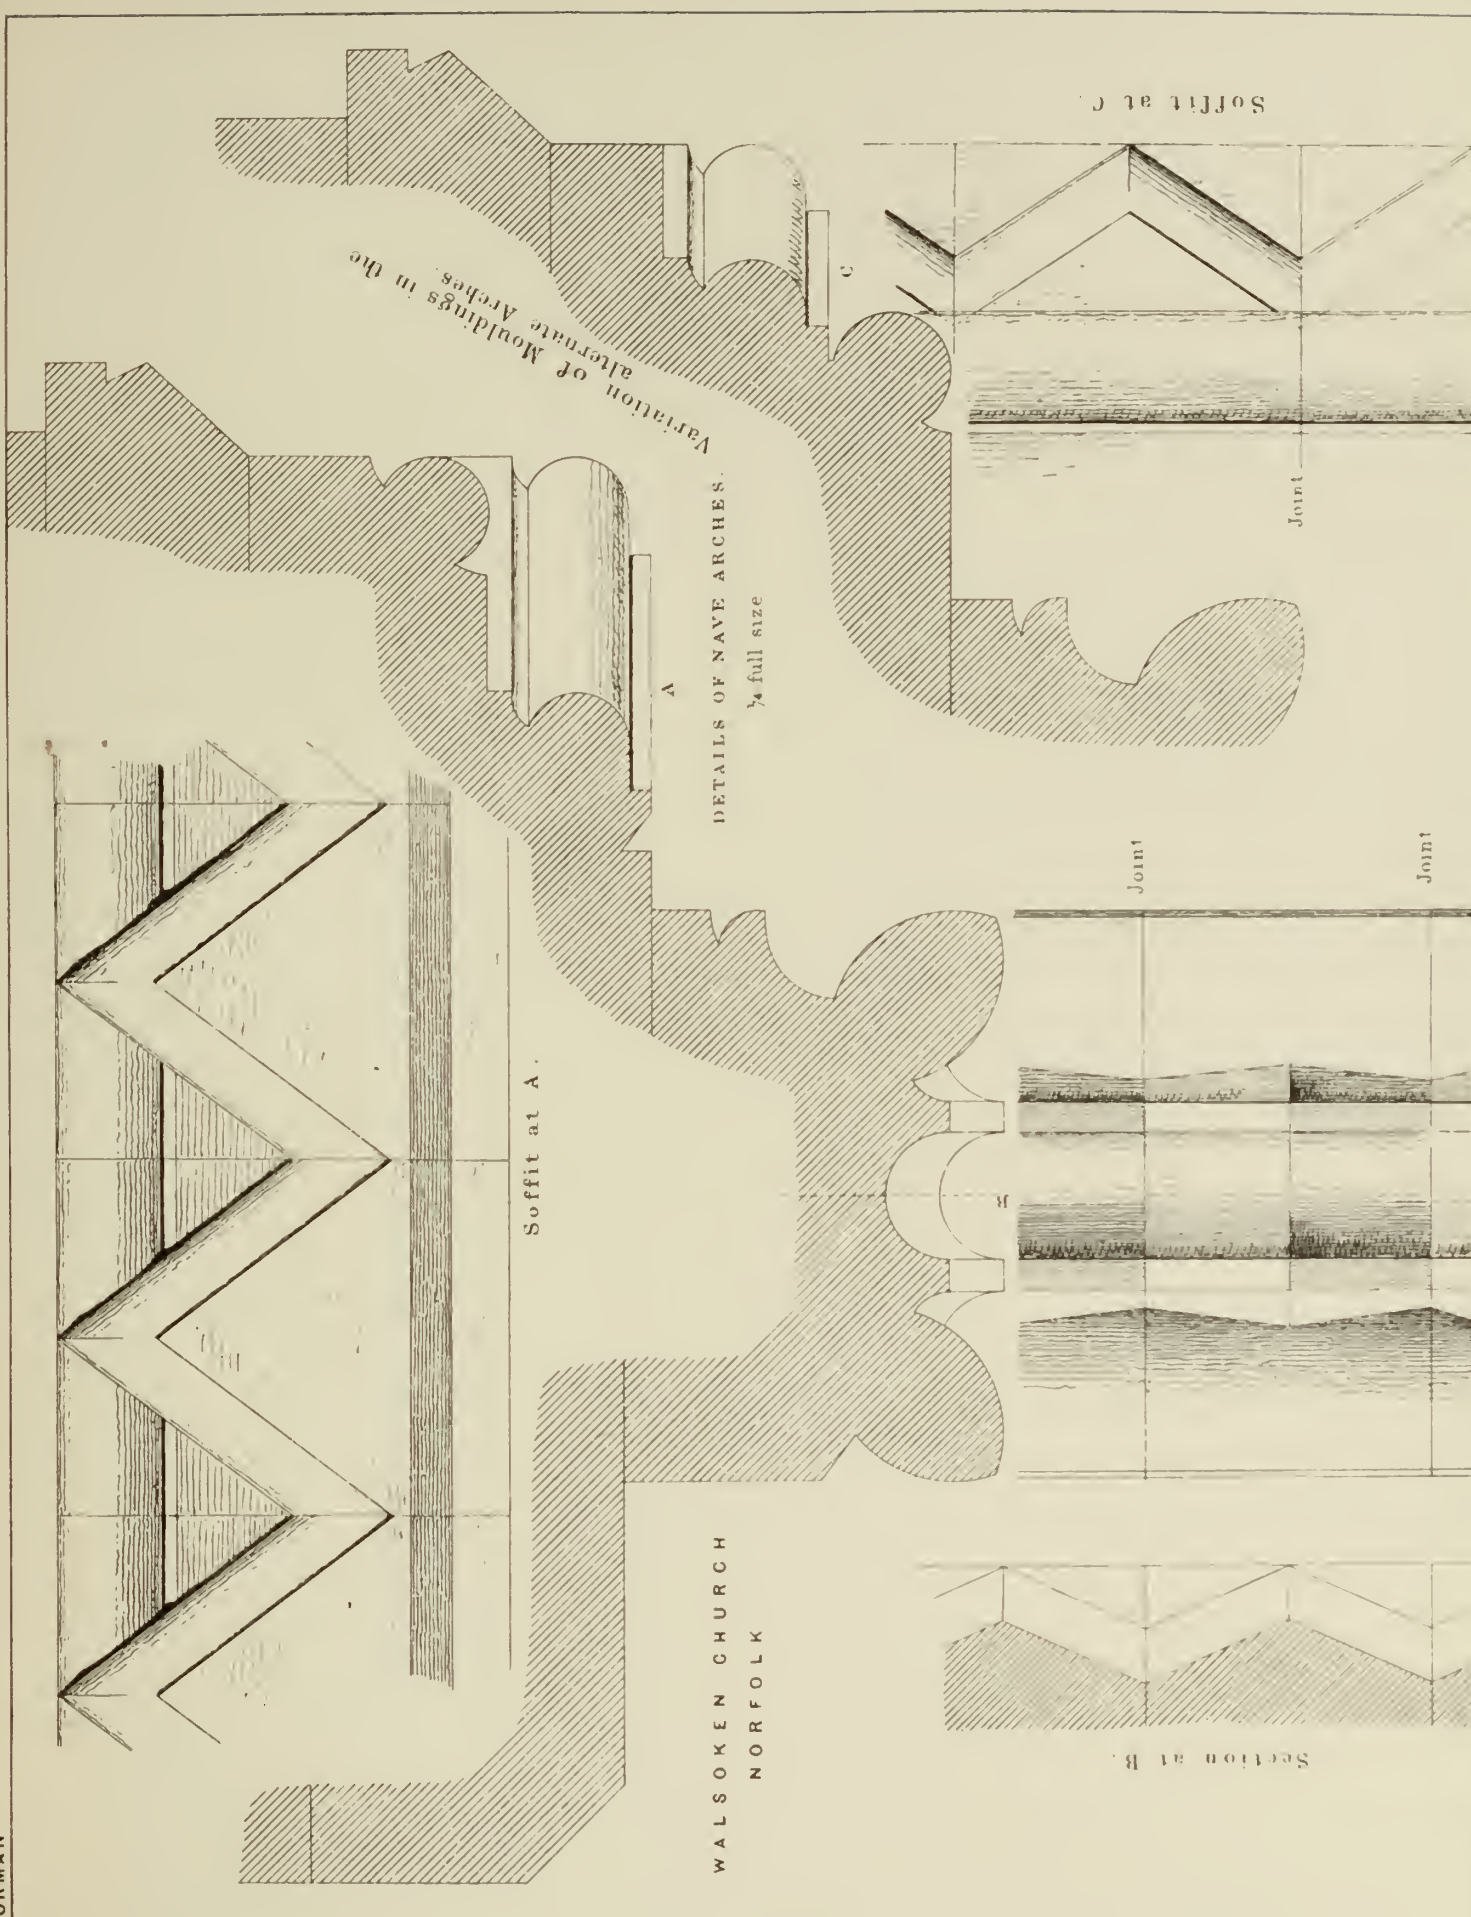 Soffit at C.
Variation of Mouldings in the
alternate Arches.
C
Joint
DETAILS OF NAVE ARCHES.
¼ full size
A
Soffit at A.
Joint
Joint
B
WALSOKEN CHURCH
NORFOLK
Section at B.